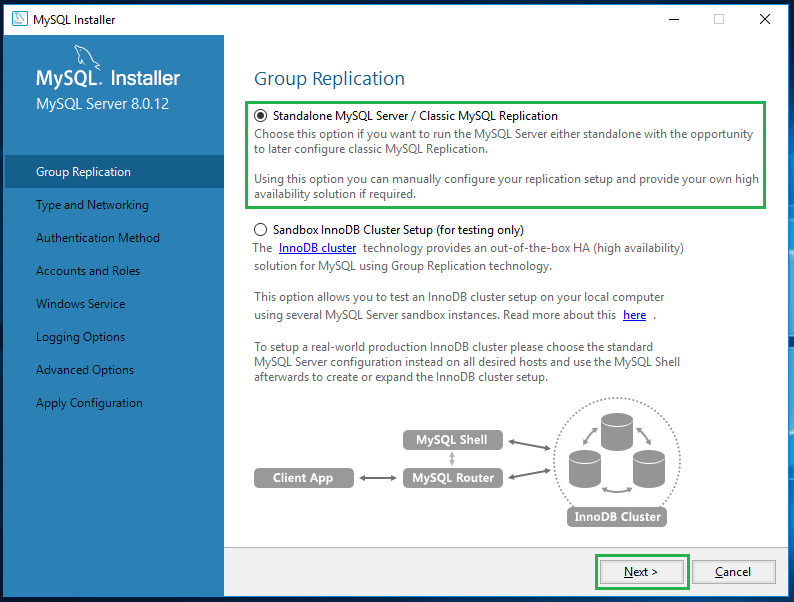 MySQL Installer
MySQL. Installer
MySQL Server 8.0.12
Group Replication
Type and Networking
Authentication Method
Accounts and Roles
Windows Service
Logging Options
Advanced Options
Apply Configuration
Group Replication
Standalone MySQL Server / Classic MySQL Replication
Choose this option if you want to run the MySQL Server either standalone with the opportunity
to later configure classic MySQL Replication.
Using this option you can manually configure your replication setup and provide your own high
availability solution if required.
Sandbox InnoDB Cluster Setup (for testing only)
The InnoDB cluster technology provides an out-of-the-box HA (high availability)
solution for MySQL using Group Replication technology.
This option allows you to test an InnoDB cluster setup on your local computer
using several MySQL Server sandbox instances. Read more about this here .
To setup a real-world production InnoDB cluster please choose the standard
MySQL Server configuration instead on all desired hosts and use the MySQL Shell
afterwards to create or expand the InnoDB cluster setup.
MySQL Shell
Client App
MySQL Router
InnoDB Cluster
Next >
Cancel